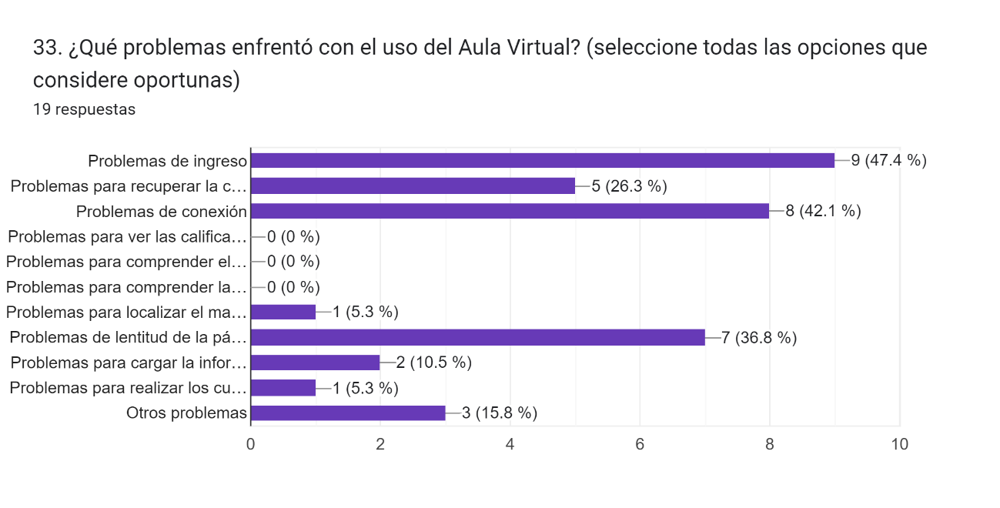 33. ¿Qué problemas enfrentó con el uso del Aula Virtual? (seleccione todas las opciones que
considere oportunas)
19 respuestas
Problemas de ingreso 9 (47.4 %)
Problemas para recuperar la c… 5 (26.3 %)
Problemas de conexión 8 (42.1 %)
Problemas para ver las califica… 0 (0 %)
Problemas para comprender el… 0 (0 %)
Problemas para comprender la… 0 (0 %)
Problemas para localizar el ma… 1 (5.3 %)
Problemas de lentitud de la pá… 7 (36.8 %)
Problemas para cargar la infor… 2 (10.5 %)
Problemas para realizar los cu… 1 (5.3 %)
Otros problemas 3 (15.8 %)
0 2 4 6 8 10